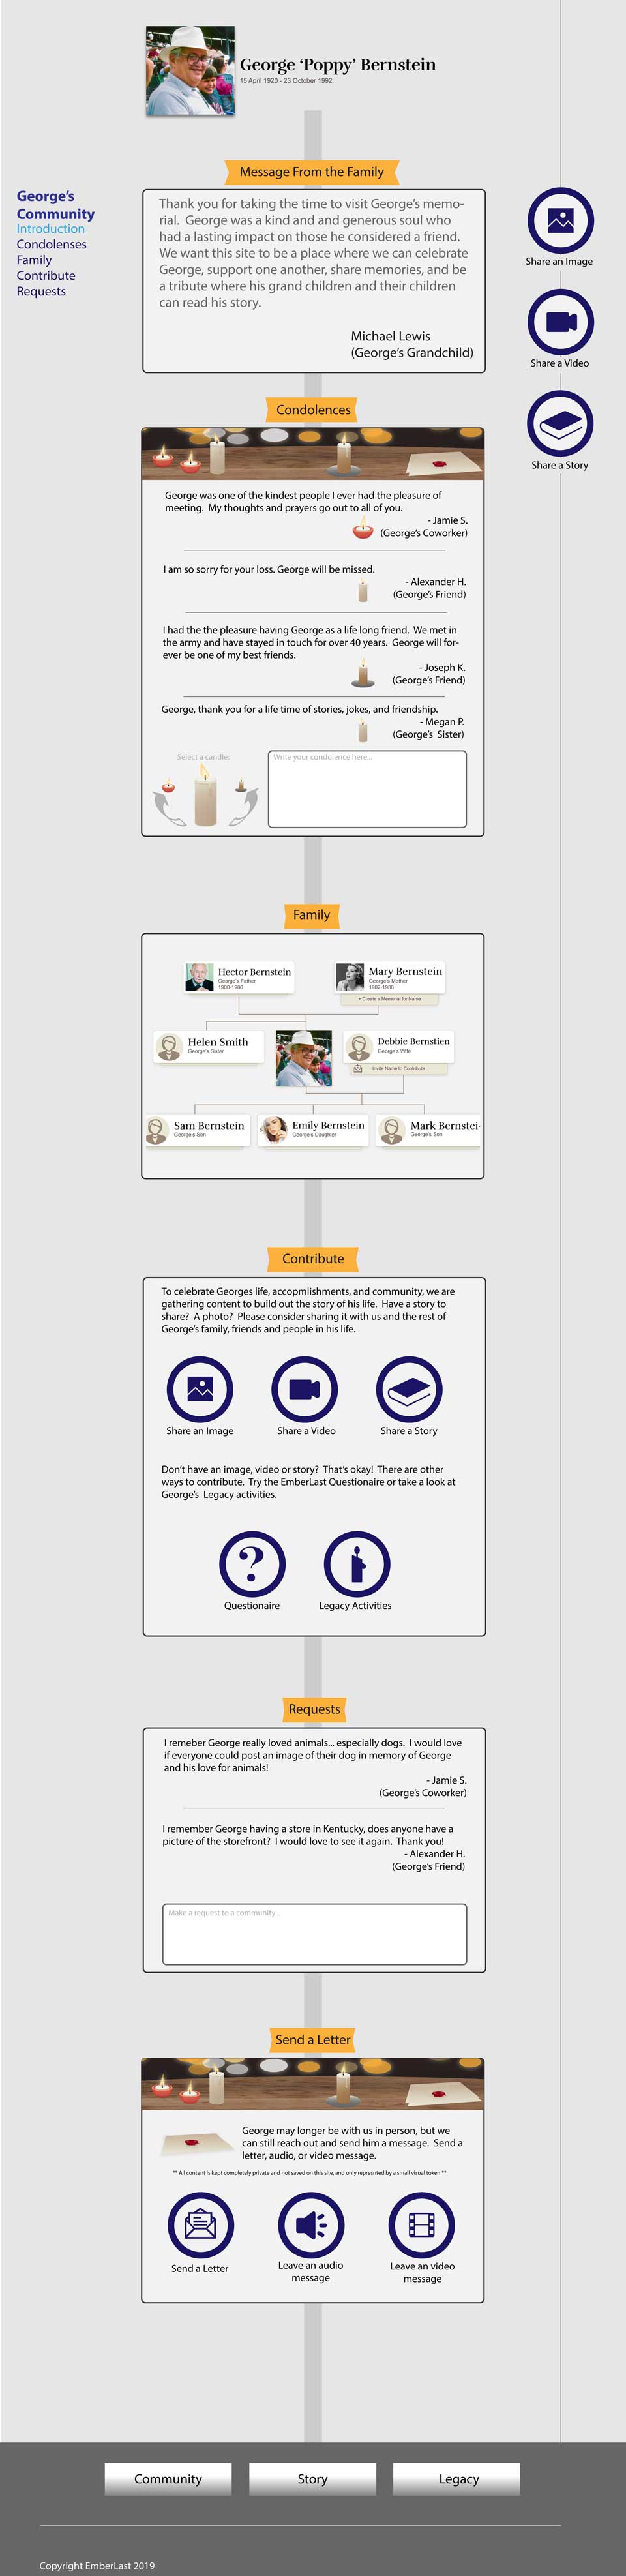 George ‘Poppy’ Bernstein
15 April 1920 - 23 October 1992
George’s
Community
Introduction
Condolenses
Family
Contribute
Requests
Message From the Family
Thank you for taking the time to visit George’s memo-
rial. George was a kind and and generous soul who
had a lasting impact on those he considered a friend.
We want this site to be a place where we can celebrate
George, support one another, share memories, and be
a tribute where his grand children and their children
can read his story.
Michael Lewis
(George’s Grandchild)
Share an Image
Share a Video
Share a Story
Condolences
George was one of the kindest people I ever had the pleasure of
meeting. My thoughts and prayers go out to all of you.
- Jamie S.
(George’s Coworker)
I am so sorry for your loss. George will be missed.
- Alexander H.
(George’s Friend)
I had the the pleasure having George as a life long friend. We met in
the army and have stayed in touch for over 40 years. George will for-
ever be one of my best friends.
- Joseph K.
(George’s Friend)
George, thank you for a life time of stories, jokes, and friendship.
- Megan P.
(George’s Sister)
Select a candle:
Write your condolence here...
Family
Hector Bernstein
George’s Father
1900-1986
Mary Bernstein
George’s Mother
1902-1986
+ Create a Memorial for Name
Helen Smith
George’s Sister
Debbie Bernstien
George’s Wife
Invite Name to Contribute
Sam Bernstein
George’s Son
Emily Bernstein
George’s Daughter
Mark Bernstei
George’s Son
Contribute
To celebrate Georges life, accopmlishments, and community, we are
gathering content to build out the story of his life. Have a story to
share? A photo? Please consider sharing it with us and the rest of
George’s family, friends and people in his life.
Share an Image
Share a Video
Share a Story
Don’t have an image, video or story? That’s okay! There are other
ways to contribute. Try the EmberLast Questionaire or take a look at
George’s Legacy activities.
?
Questionaire
Legacy Activities
Requests
I remeber George really loved animals... especially dogs. I would love
if everyone could post an image of their dog in memory of George
and his love for animals!
- Jamie S.
(George’s Coworker)
I remember George having a store in Kentucky, does anyone have a
picture of the storefront? I would love to see it again. Thank you!
- Alexander H.
(George’s Friend)
Make a request to a community...
Send a Letter
George may longer be with us in person, but we
can still reach out and send him a message. Send a
letter, audio, or video message.
** All content is kept completely private and not saved on this site, and only represnted by a small visual token **
Send a Letter
Leave an audio
message
Leave an video
message
Community
Story
Legacy
Copyright EmberLast 2019